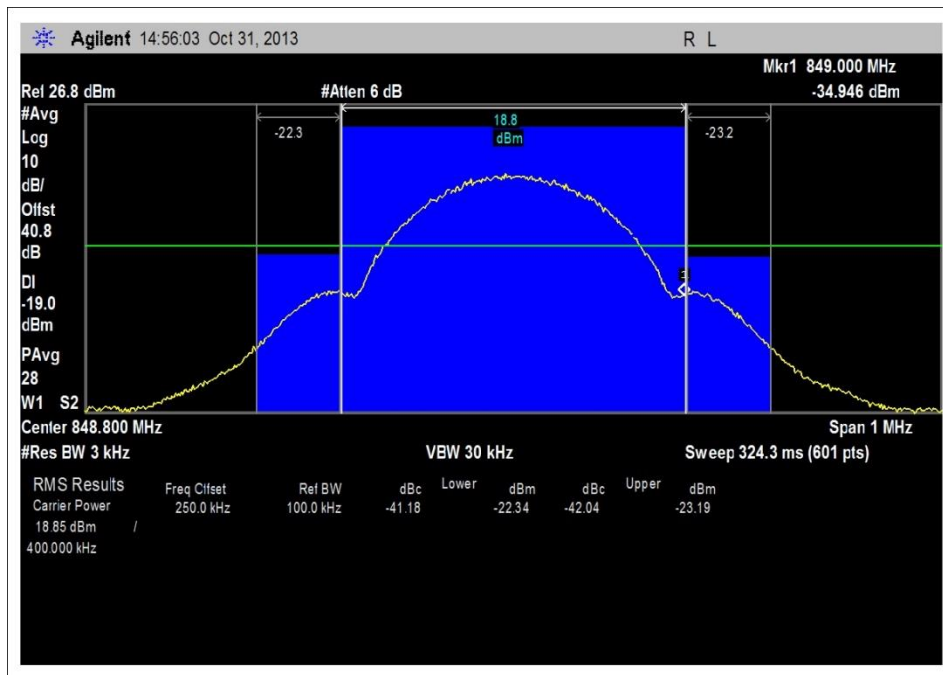 Agilent 14:56:03 Oct 31, 2013 R L
Mkr1 849.000 MHz
Ref 26.8 dBm #Atten 6 dB -34.946 dBm
#Avg
Log
10
dB/
Offst
40.8
dB
DI
-19.0
dBm
PAvg
28
W1 S2
-22.3
18.8
dBm
-23.2
1
Center 848.800 MHz Span 1 MHz
#Res BW 3 kHz VBW 30 kHz Sweep 324.3 ms (601 pts)
RMS Results Freq Offset Ref BW dBc Lower dBm dBc Upper dBm
Carrier Power 250.0 kHz 100.0 kHz -41.18 -22.34 -42.04 -23.19
18.85 dBm /
400.000 kHz